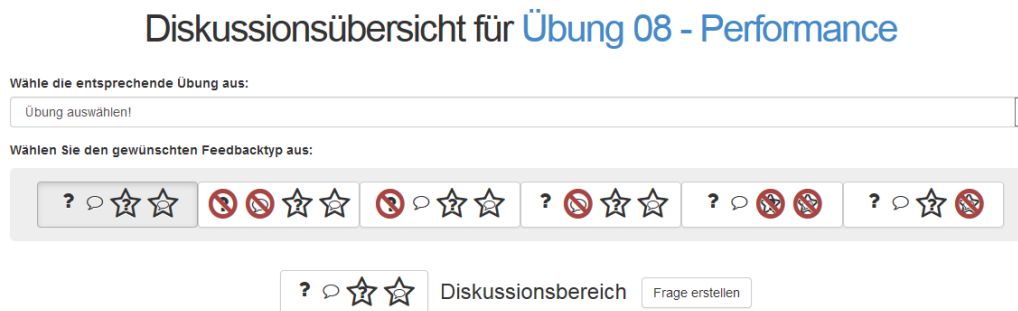 Diskussionsübersicht für Übung 08 - Performance
Wähle die entsprechende Übung aus:
Übung auswählen!
Wählen Sie den gewünschten Feedbacktyp aus:
Diskussionsbereich Frage erstellen